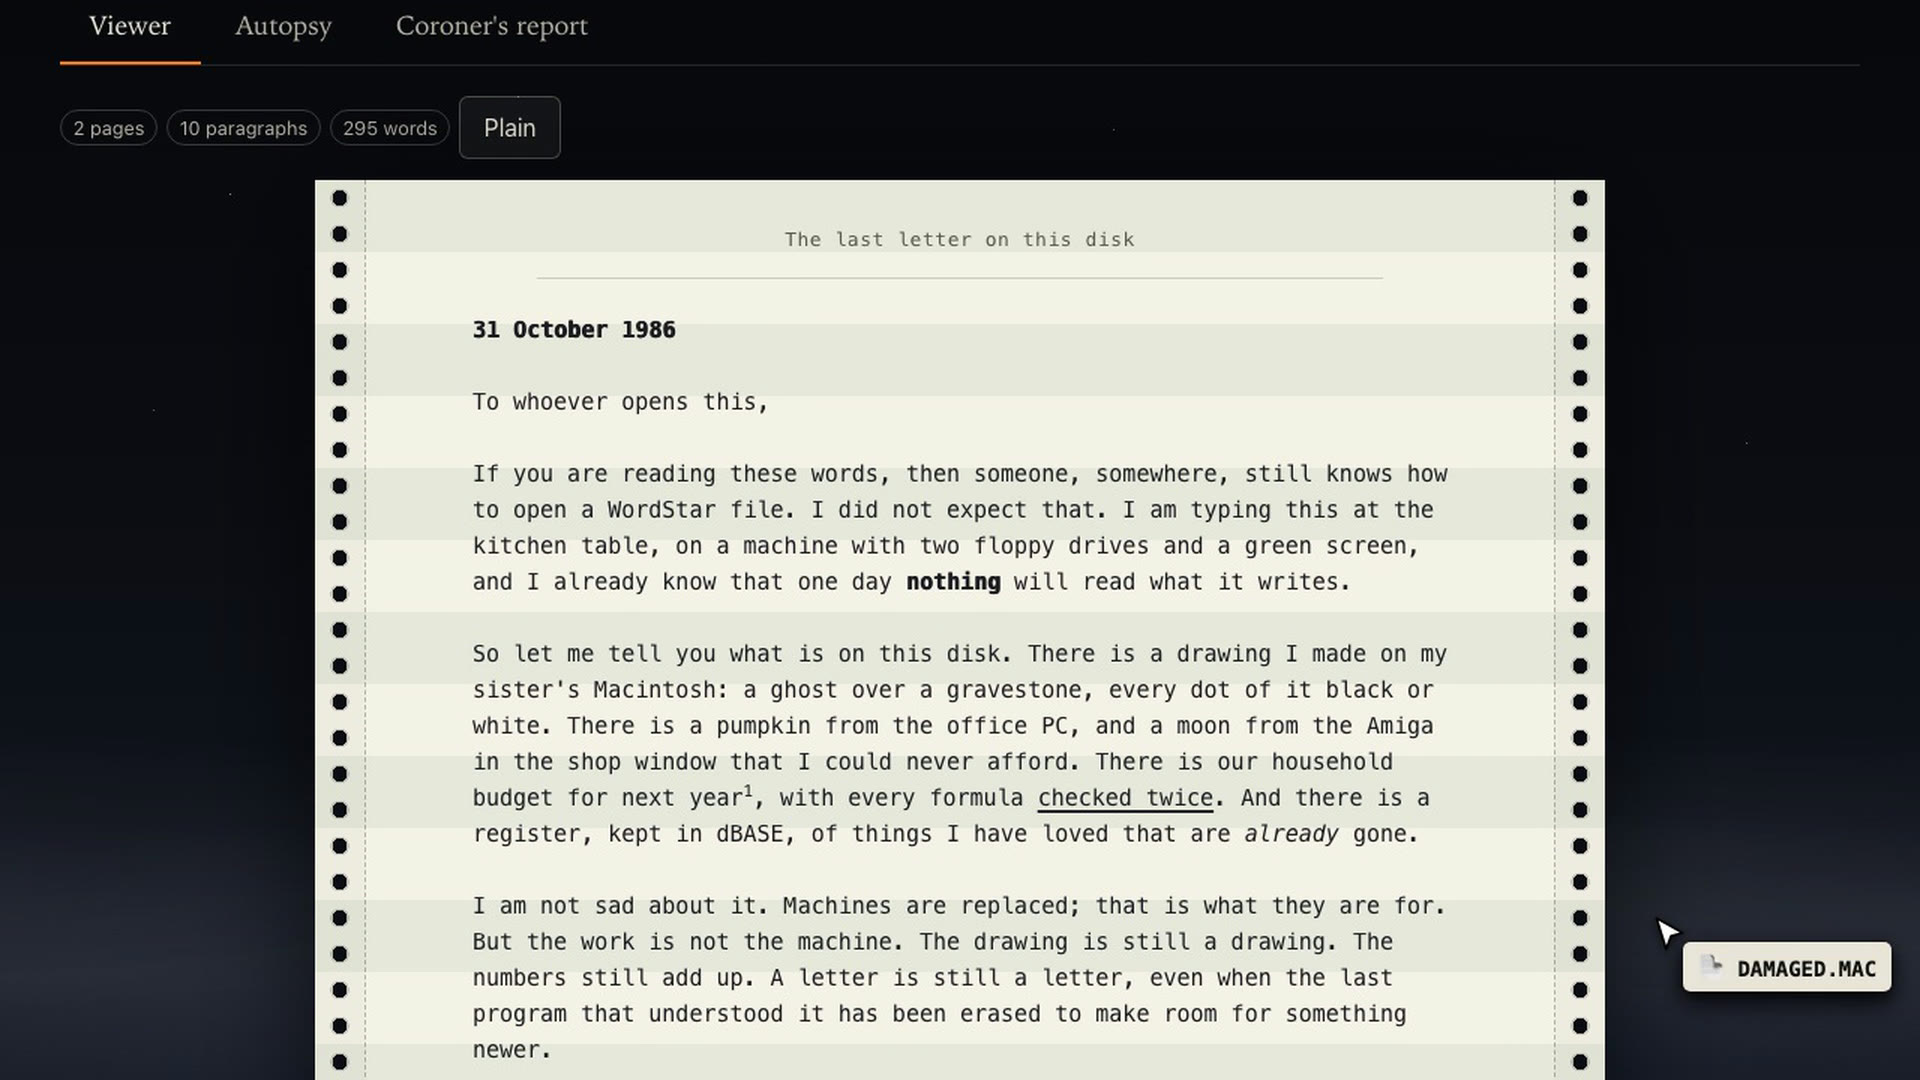 Viewer Autopsy Coroner's report
2 pages 10 paragraphs 295 words Plain
The last letter on this disk
31 October 1986
To whoever opens this,
If you are reading these words, then someone, somewhere, still knows how
to open a WordStar file. I did not expect that. I am typing this at the
kitchen table, on a machine with two floppy drives and a green screen,
and I already know that one day nothing will read what it writes.
So let me tell you what is on this disk. There is a drawing I made on my
sister's Macintosh: a ghost over a gravestone, every dot of it black or
white. There is a pumpkin from the office PC, and a moon from the Amiga
in the shop window that I could never afford. There is our household
budget for next year¹, with every formula checked twice. And there is a
register, kept in dBASE, of things I have loved that are already gone.
I am not sad about it. Machines are replaced; that is what they are for.
But the work is not the machine. The drawing is still a drawing. The
numbers still add up. A letter is still a letter, even when the last
program that understood it has been erased to make room for something
newer.
DAMAGED.MAC